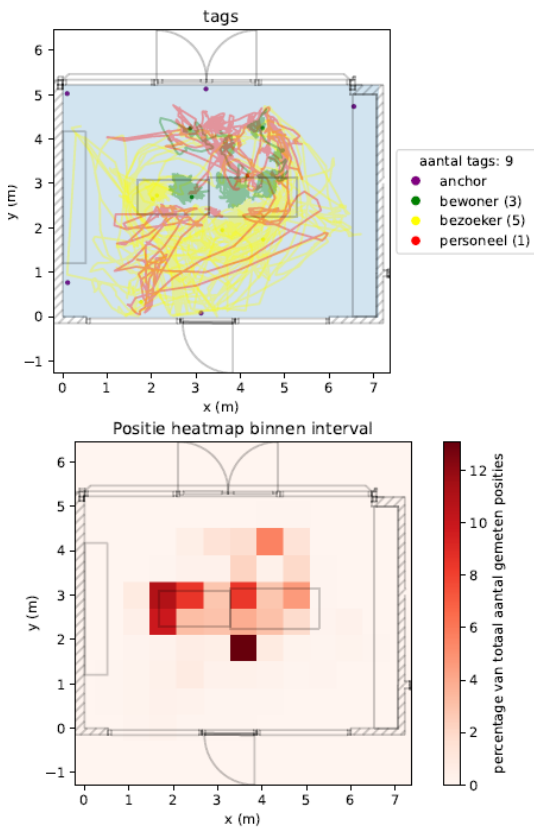 tags
6
5
4
3
2
1
0
−1
y (m)
0 1 2 3 4 5 6 7
x (m)
aantal tags: 9
anchor
bewoner (3)
bezoeker (5)
personeel (1)
Positie heatmap binnen interval
6
5
4
3
2
1
0
−1
y (m)
0 1 2 3 4 5 6 7
x (m)
12
10
8
6
4
2
0
percentage van totaal aantal gemeten posities